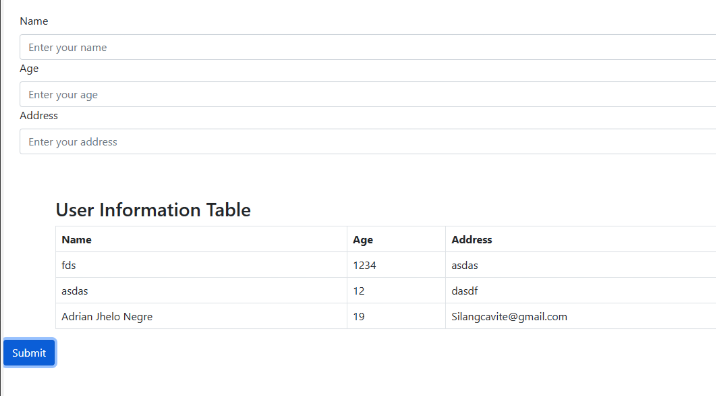 Name
Enter your name
Age
Enter your age
Address
Enter your address
User Information Table
Name Age Address
fds 1234 asdas
asdas 12 dasdf
Adrian Jhelo Negre 19 Silangcavite@gmail.com
Submit